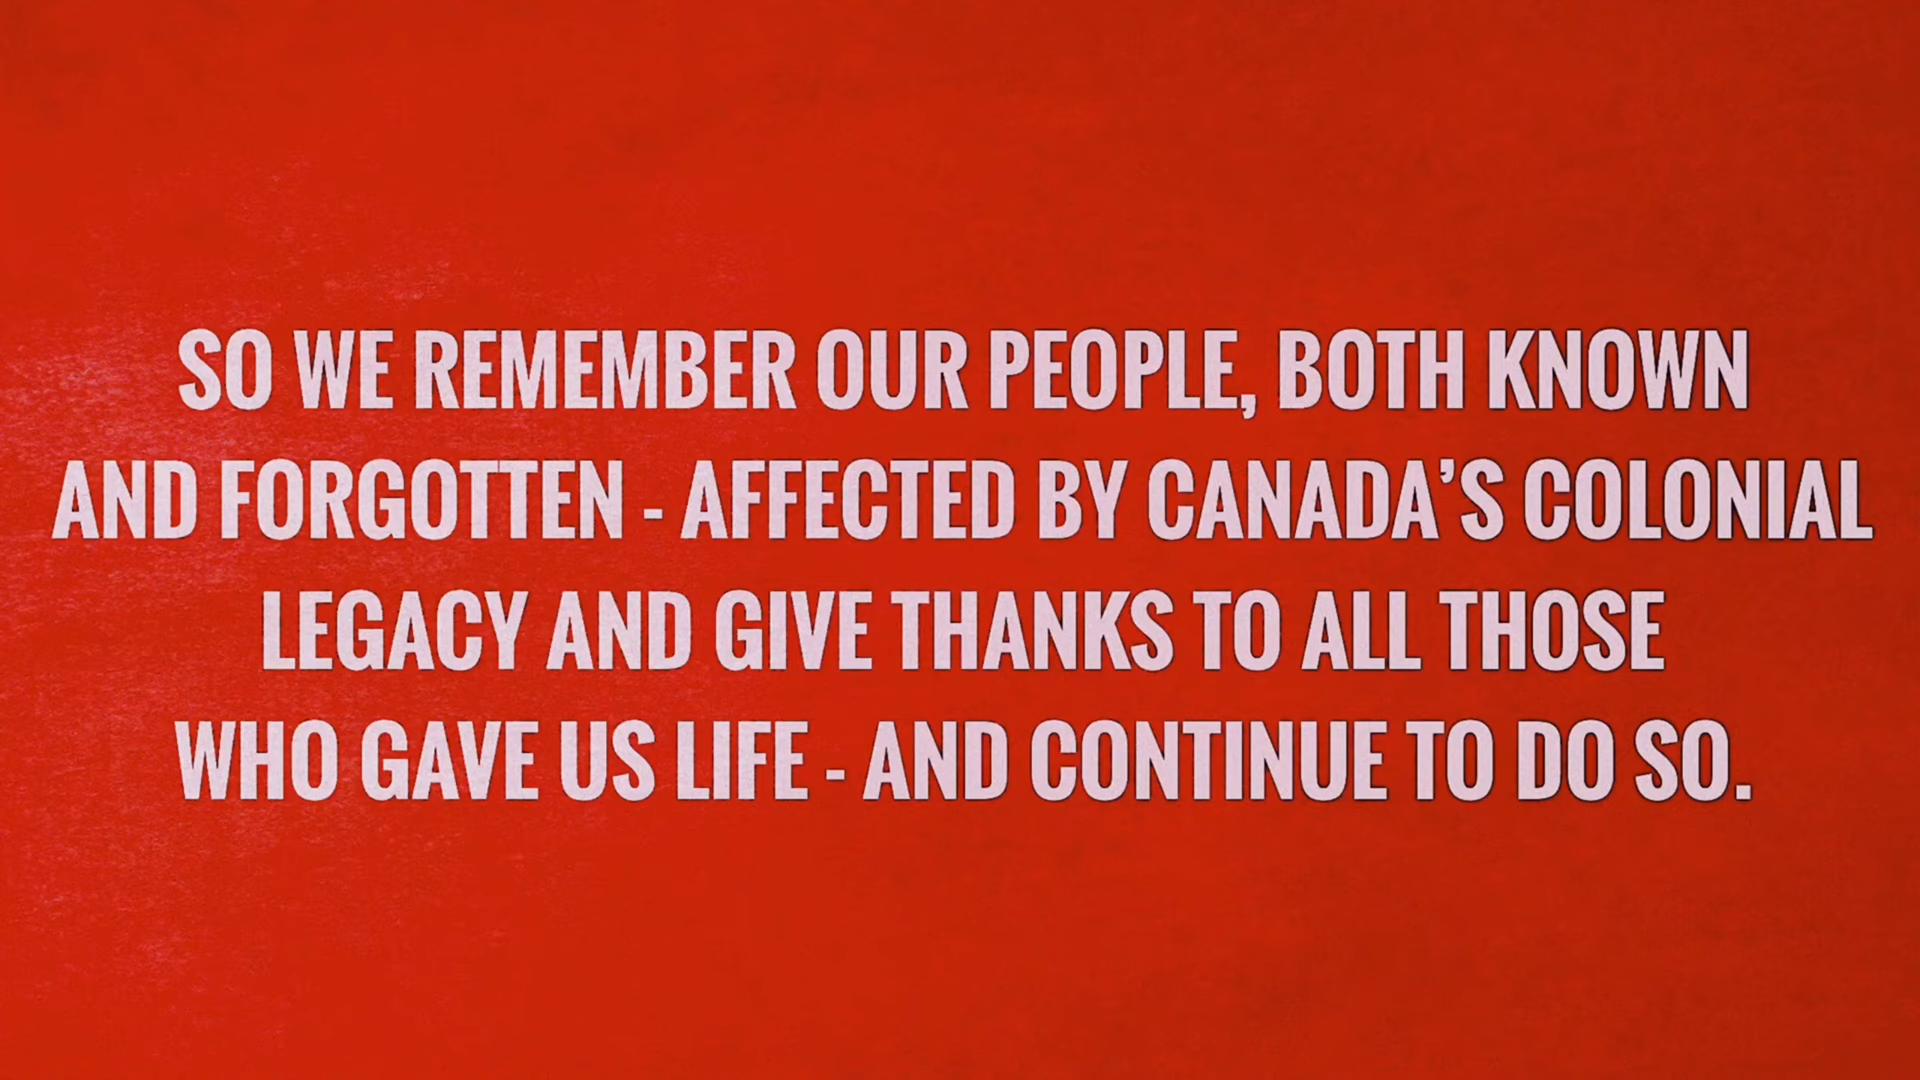 SO WE REMEMBER OUR PEOPLE, BOTH KNOWN
AND FORGOTTEN - AFFECTED BY CANADA’S COLONIAL
LEGACY AND GIVE THANKS TO ALL THOSE
WHO GAVE US LIFE - AND CONTINUE TO DO SO.